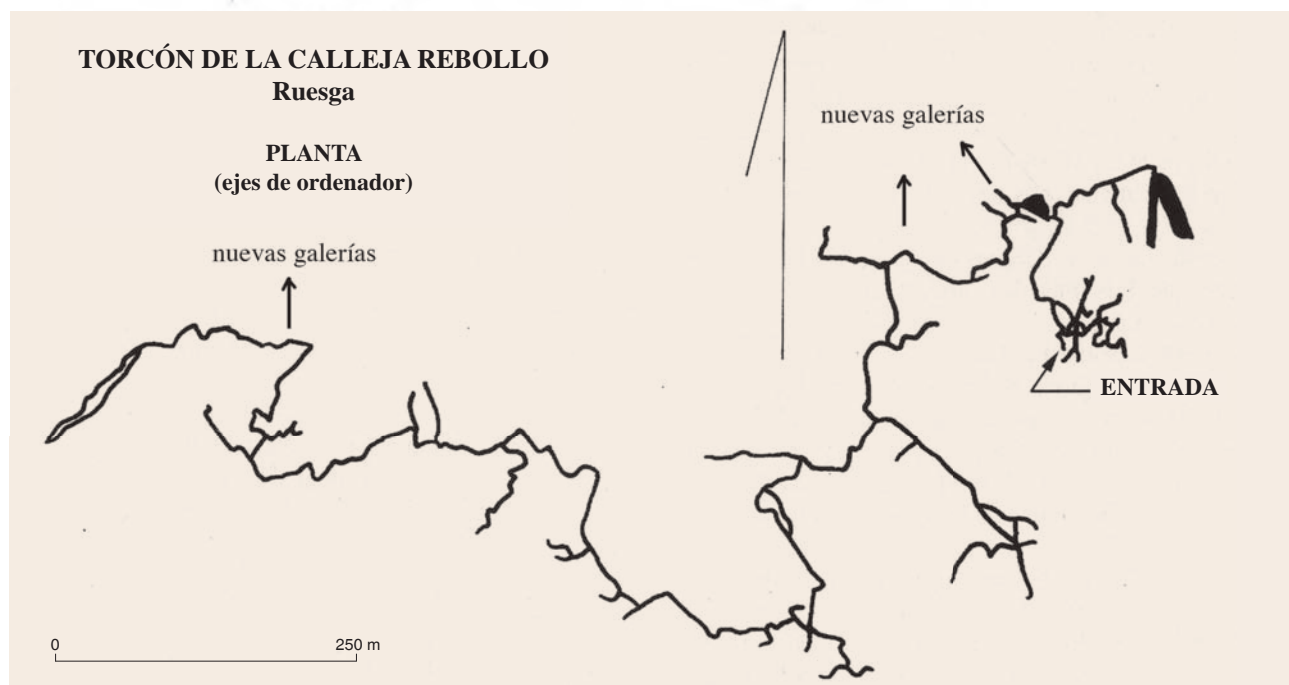 TORCÓN DE LA CALLEJA REBOLLO
Ruesga
PLANTA
(ejes de ordenador)
nuevas galerías
nuevas galerías
ENTRADA
0 250 m